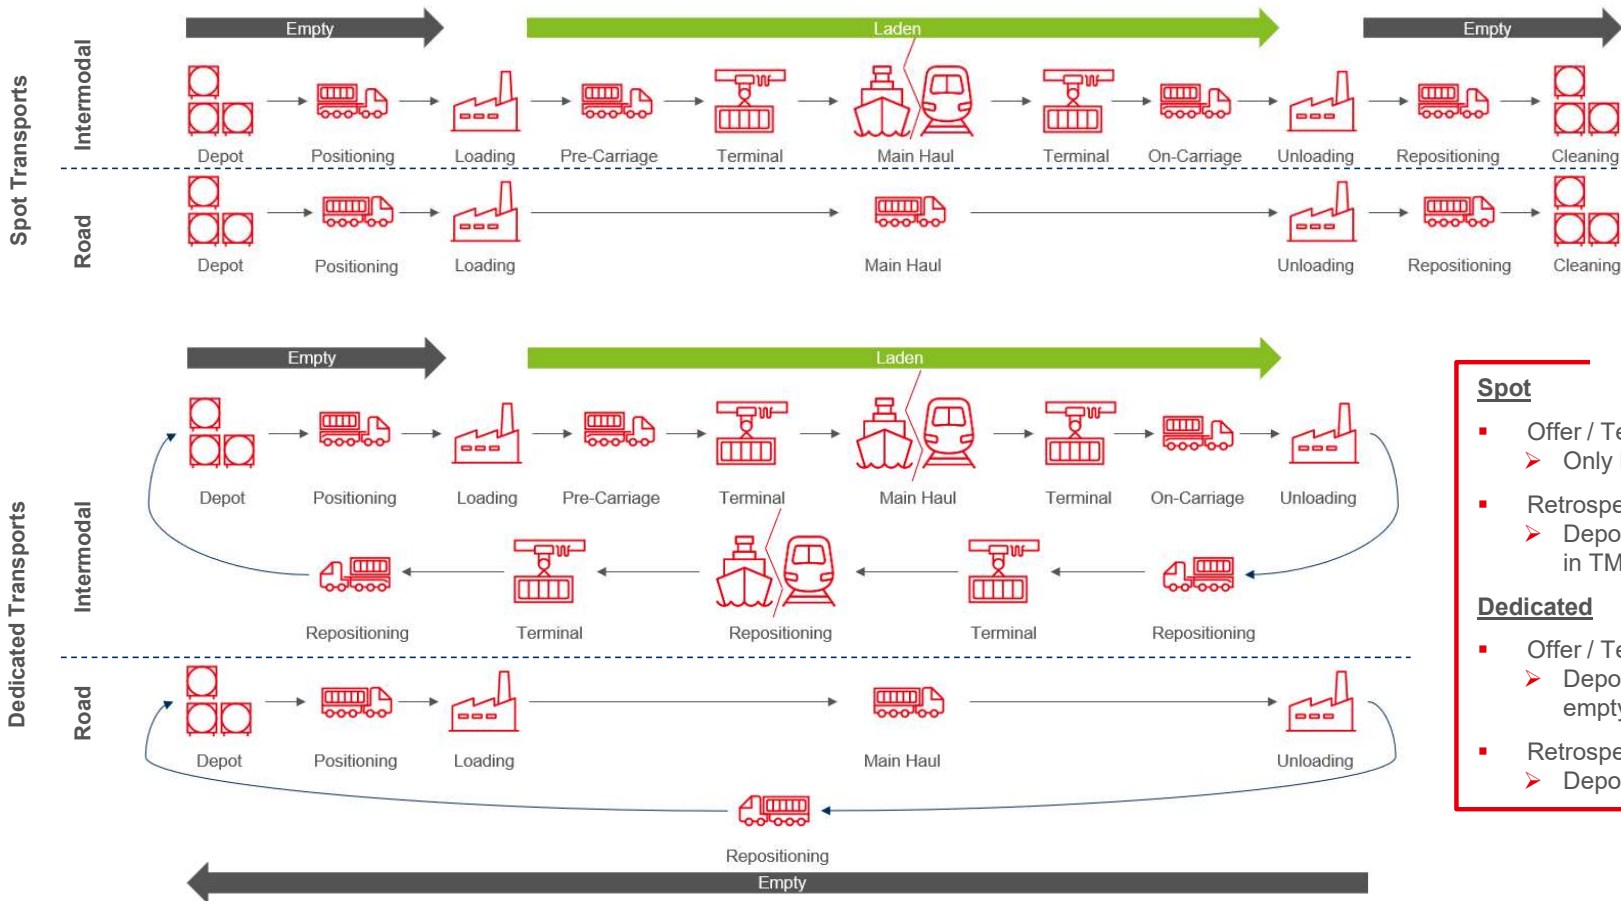 Spot Transports
Intermodal
Empty
Laden
Empty
Depot
Positioning
Loading
Pre-Carriage
Terminal
Main Haul
Terminal
On-Carriage
Unloading
Repositioning
Cleaning
Road
Depot
Positioning
Loading
Main Haul
Unloading
Repositioning
Cleaning
Dedicated Transports
Intermodal
Empty
Laden
Depot
Positioning
Loading
Pre-Carriage
Terminal
Main Haul
Terminal
On-Carriage
Unloading
Repositioning
Terminal
Repositioning
Terminal
Repositioning
Road
Depot
Positioning
Loading
Main Haul
Unloading
Repositioning
Empty
Spot
Offer / Te
Only
Retrospe
Depo
in TM
Dedicated
Offer / Te
Depo
empty
Retrospe
Depo